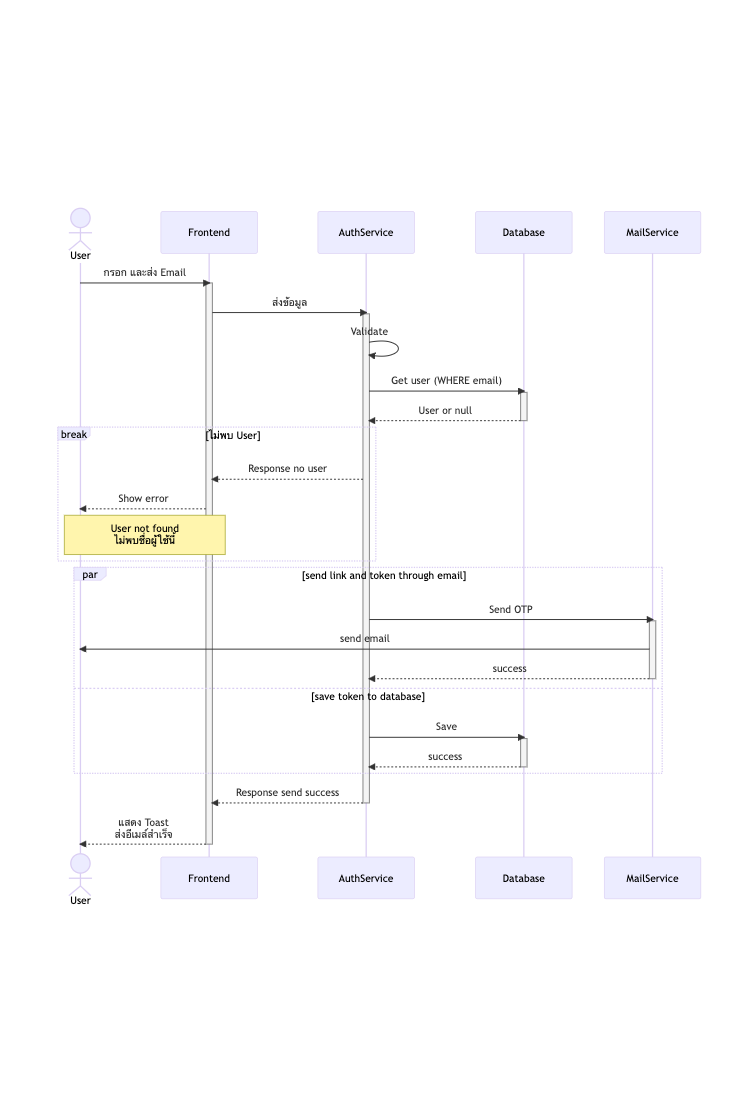 User
Frontend
AuthService
Database
MailService
กรอก และส่ง Email
ส่งข้อมูล
Validate
Get user (WHERE email)
User or null
break
[ไม่พบ User]
Response no user
Show error
User not found
ไม่พบชื่อผู้ใช้นี้
par
[send link and token through email]
Send OTP
send email
success
[save token to database]
Save
success
Response send success
แสดง Toast
ส่งอีเมล์สำเร็จ
User
Frontend
AuthService
Database
MailService